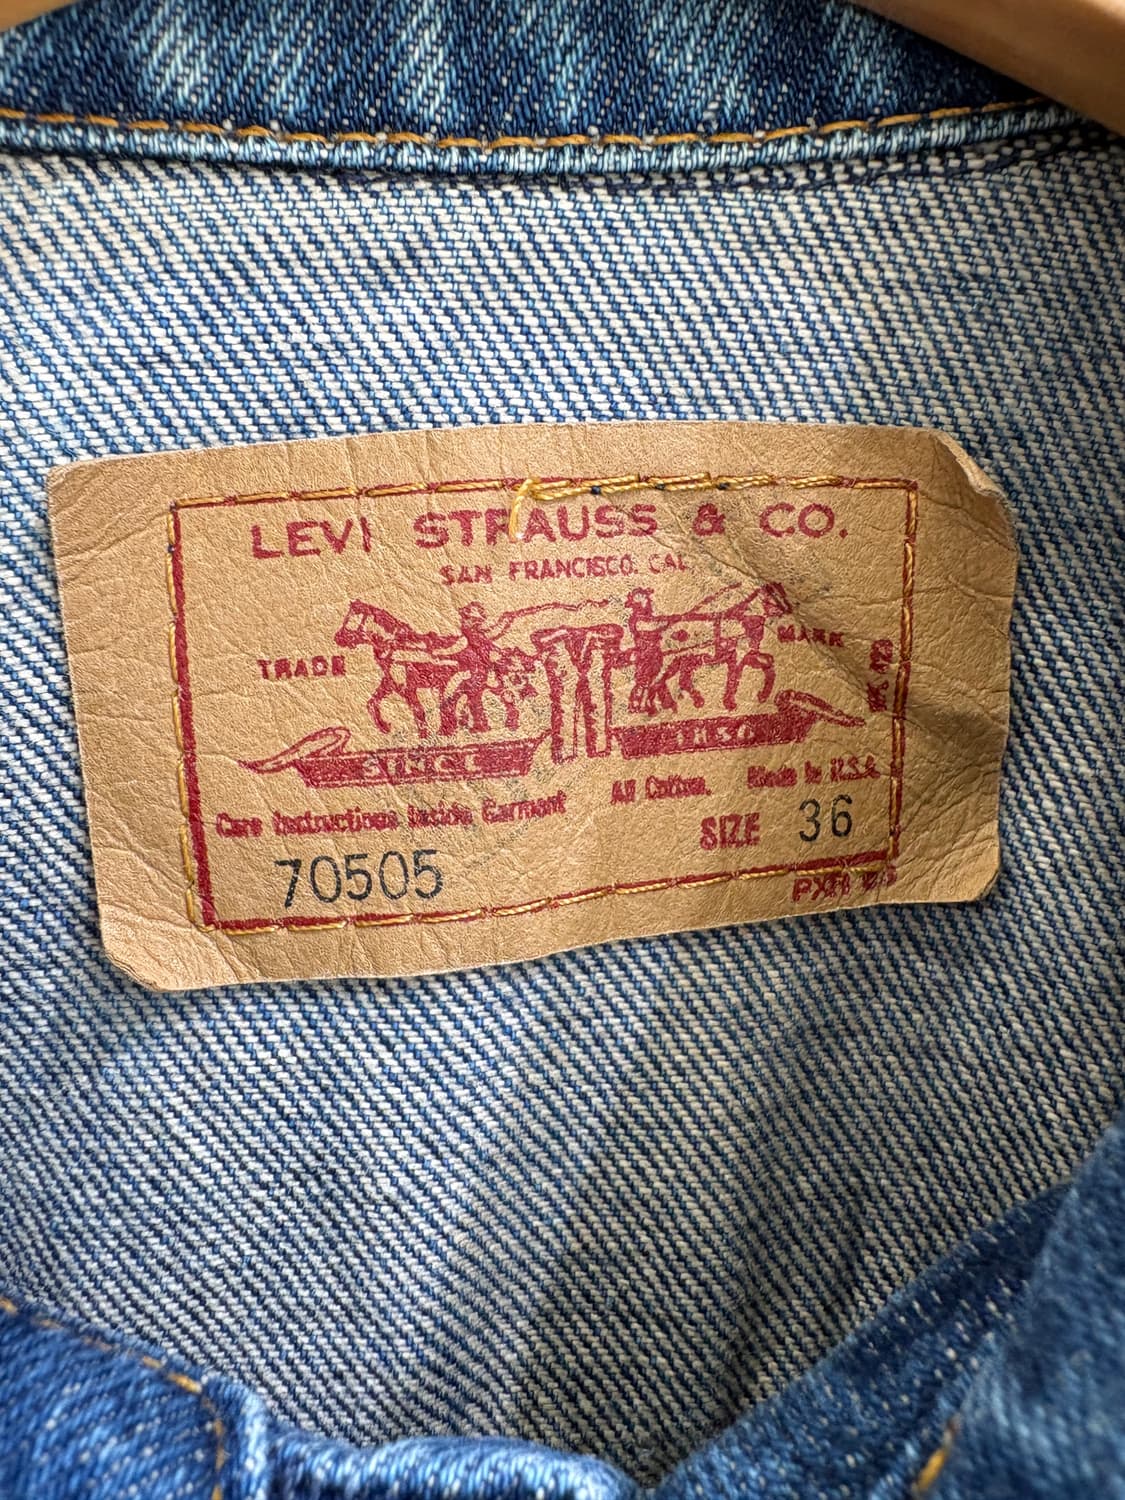 LEVI STRAUSS & CO.
SAN FRANCISCO. CAL
TRADE MARK
SINCE 1850
Care Instructions Inside Garment
All Cotton. Made in U.S.A
70505
SIZE 36